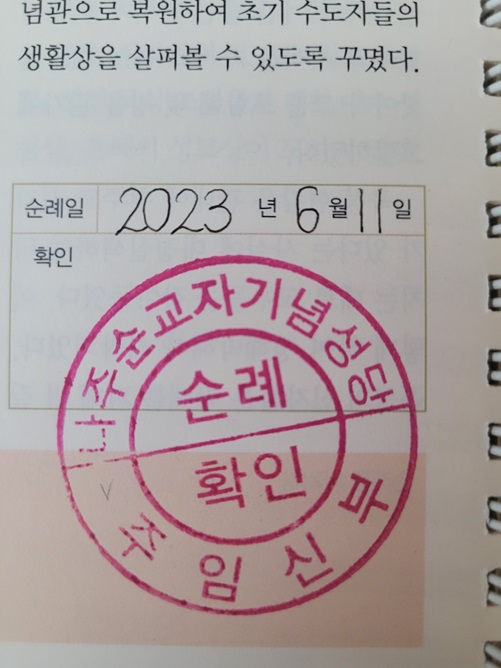 념관으로 복원하여 초기 수도자들의
생활상을 살펴볼 수 있도록 꾸몄다.
순례일 2023 년 6 월 11 일
확인
나주순교자기념성당
순례
확인
주임신부